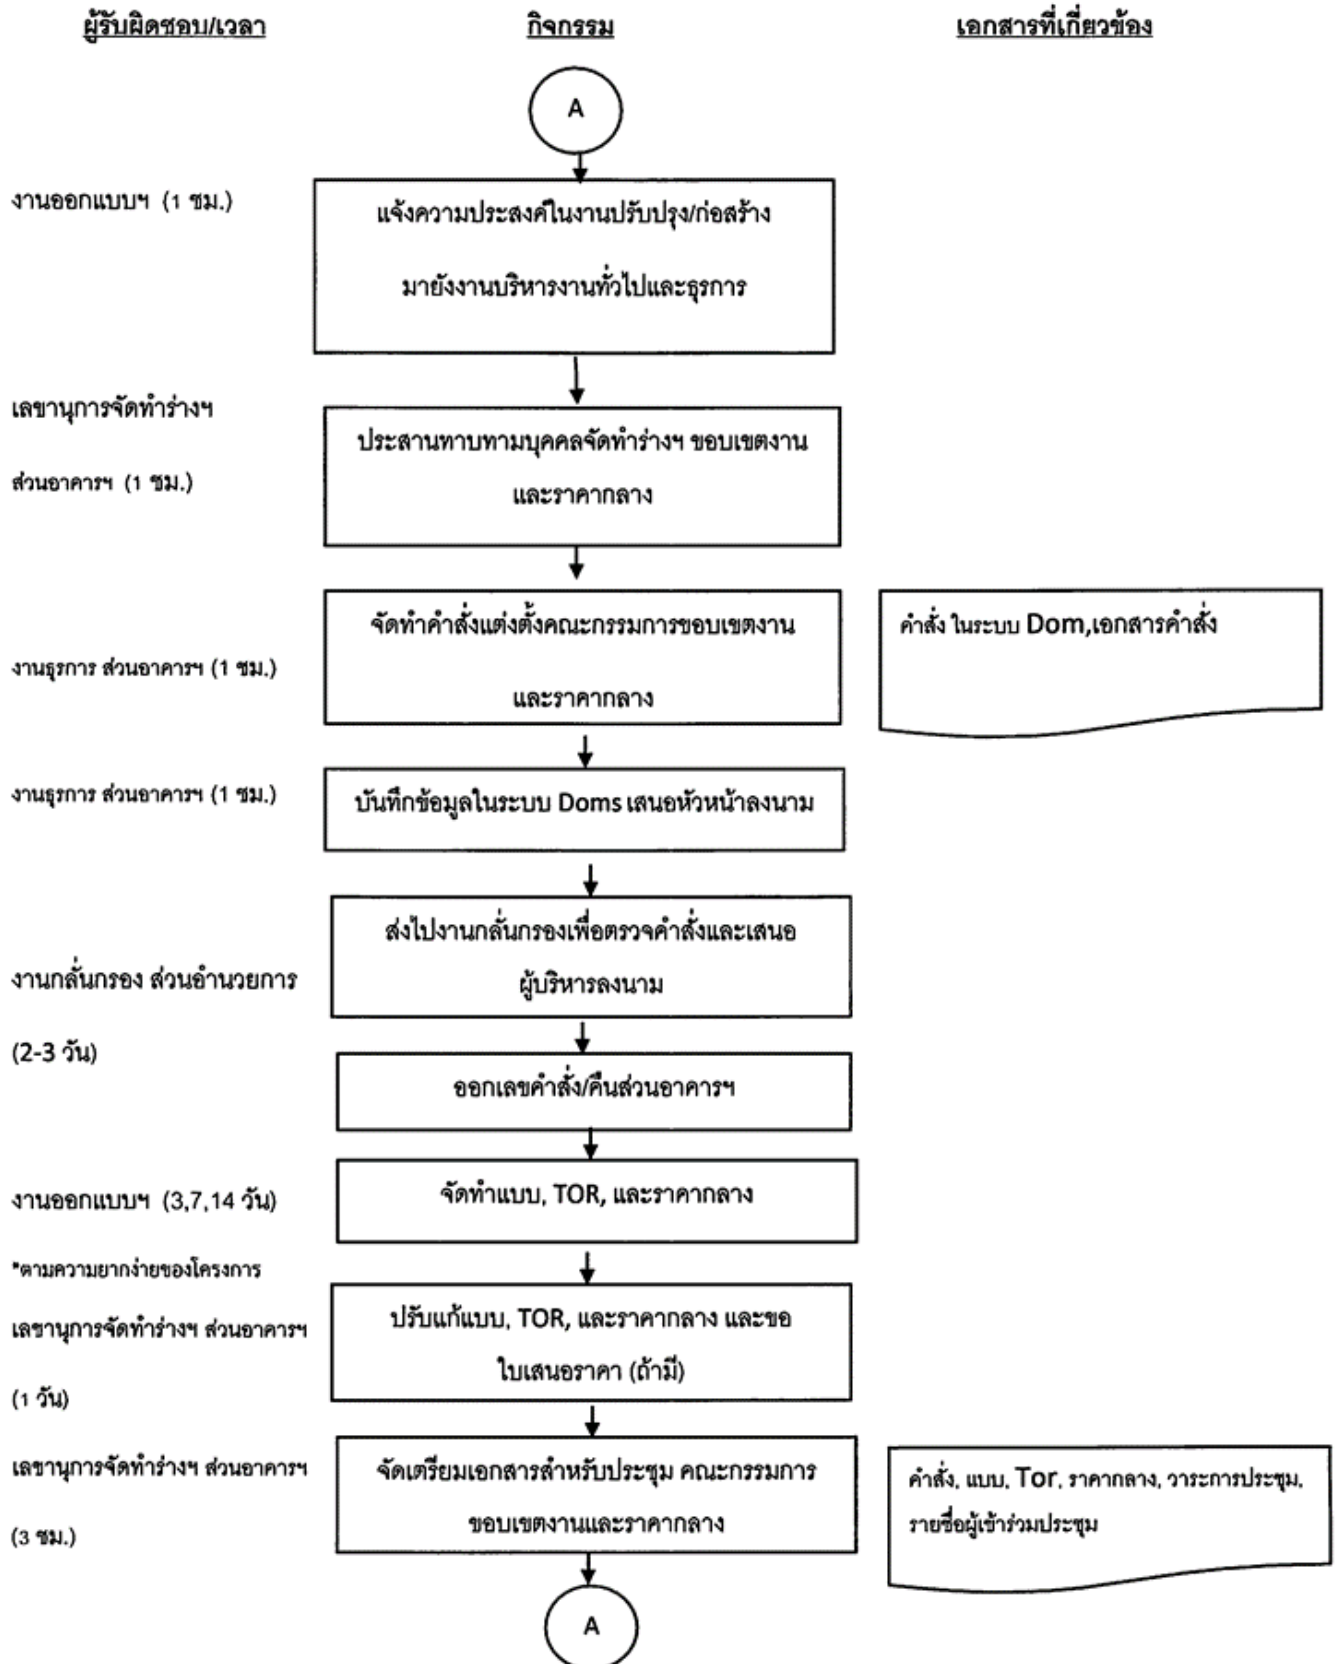 ผู้รับผิดชอบ/เวลา
กิจกรรม
เอกสารที่เกี่ยวข้อง
A
งานออกแบบฯ (1 ชม.)
แจ้งความประสงค์ในงานปรับปรุง/ก่อสร้าง
มายังงานบริหารงานทั่วไปและธุรการ
เลขานุการจัดทำร่างฯ
ส่วนอาคารฯ (1 ชม.)
ประสานทาบทามบุคคลจัดทำร่างฯ ขอบเขตงาน
และราคากลาง
งานธุรการ ส่วนอาคารฯ (1 ชม.)
จัดทำคำสั่งแต่งตั้งคณะกรรมการขอบเขตงาน
และราคากลาง
คำสั่ง ในระบบ Dom,เอกสารคำสั่ง
งานธุรการ ส่วนอาคารฯ (1 ชม.)
บันทึกข้อมูลในระบบ Doms เสนอหัวหน้าลงนาม
งานกลั่นกรอง ส่วนอำนวยการ
(2-3 วัน)
ส่งไปงานกลั่นกรองเพื่อตรวจคำสั่งและเสนอ
ผู้บริหารลงนาม
ออกเลขคำสั่ง/คืนส่วนอาคารฯ
งานออกแบบฯ (3,7,14 วัน)
*ตามความยากง่ายของโครงการ
จัดทำแบบ, TOR, และราคากลาง
เลขานุการจัดทำร่างฯ ส่วนอาคารฯ
(1 วัน)
ปรับแก้แบบ, TOR, และราคากลาง และขอ
ใบเสนอราคา (ถ้ามี)
เลขานุการจัดทำร่างฯ ส่วนอาคารฯ
(3 ชม.)
จัดเตรียมเอกสารสำหรับประชุม คณะกรรมการ
ขอบเขตงานและราคากลาง
คำสั่ง, แบบ, Tor, ราคากลาง, วาระการประชุม,
รายชื่อผู้เข้าร่วมประชุม
A